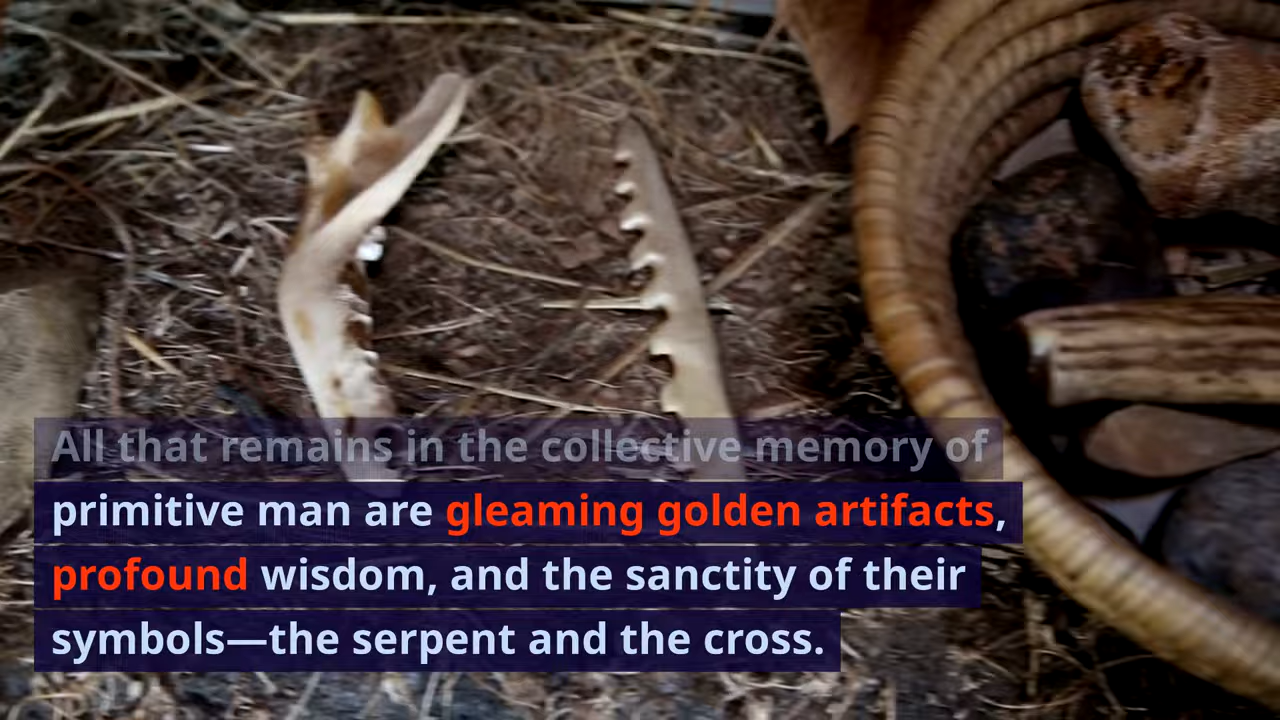 All that remains in the collective memory of
primitive man are gleaming golden artifacts,
profound wisdom, and the sanctity of their
symbols—the serpent and the cross.